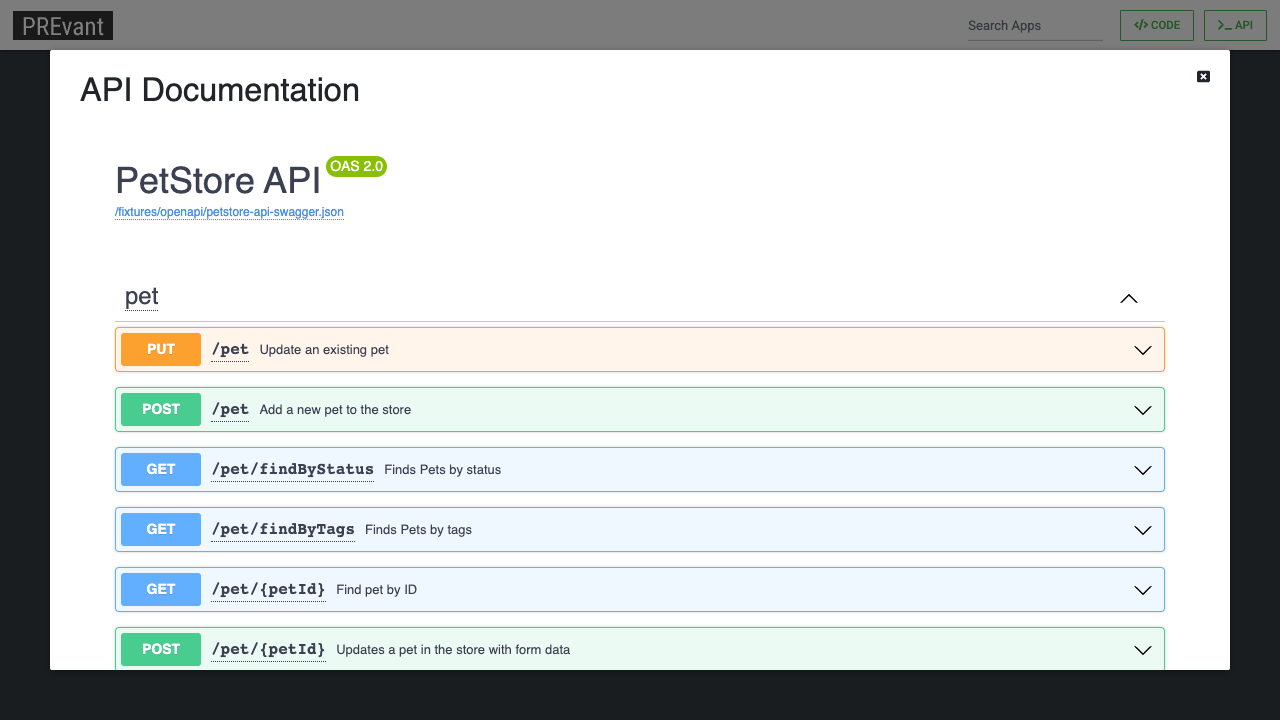 PREvant
Search Apps
CODE
API
API Documentation
PetStore API OAS 2.0
/fixtures/openapi/petstore-api-swagger.json
pet
PUT /pet Update an existing pet
POST /pet Add a new pet to the store
GET /pet/findByStatus Finds Pets by status
GET /pet/findByTags Finds Pets by tags
GET /pet/{petId} Find pet by ID
POST /pet/{petId} Updates a pet in the store with form data